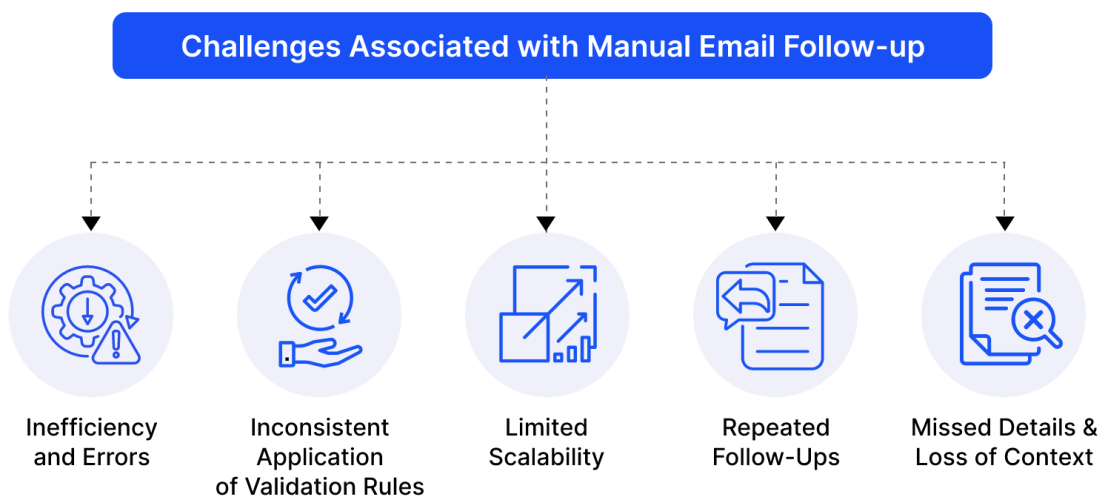 Challenges Associated with Manual Email Follow-up
Inefficiency
and Errors
Inconsistent
Application
of Validation Rules
Limited
Scalability
Repeated
Follow-Ups
Missed Details &
Loss of Context